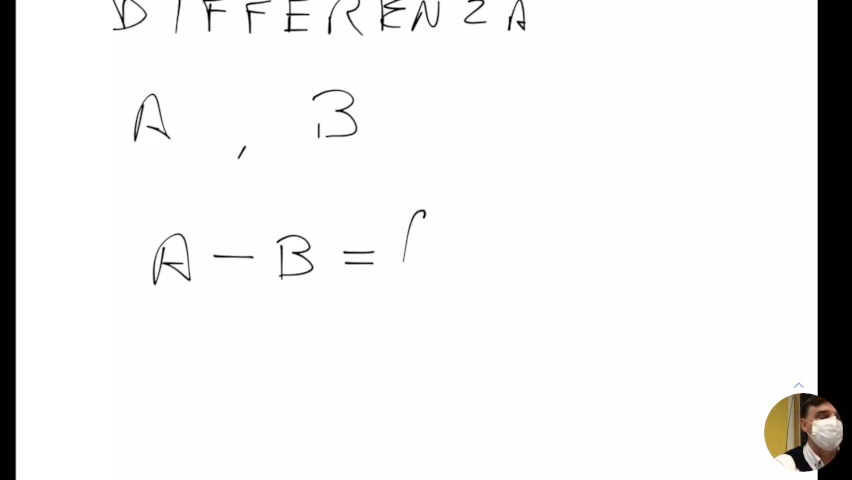 DIFFERENZA
A , B
A - B = {